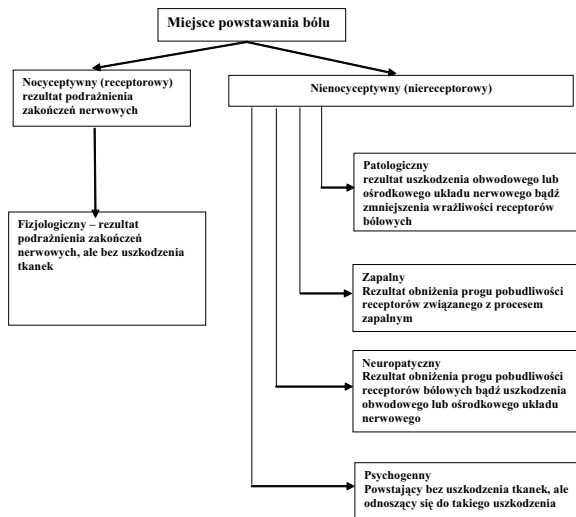 Miejsce powstawania bólu
Nocyceptywny (receptorowy)
rezultat podrażnienia
zakończeń nerwowych
Nienocyceptywny (niereceptorowy)
Patologiczny
rezultat uszkodzenia obwodowego lub
ośrodkowego układu nerwowego bądź
zmniejszenia wrażliwości receptorów
bólowych
Fizjologiczny – rezultat
podrażnienia zakończeń
nerwowych, ale bez uszkodzenia
tkanek
Zapalny
Rezultat obniżenia progu pobudliwości
receptorów związanego z procesem
zapalnym
Neuropatyczny
Rezultat obniżenia progu pobudliwości
receptorów bólowych bądź uszkodzenia
obwodowego lub ośrodkowego układu
nerwowego
Psychogenny
Powstający bez uszkodzenia tkanek, ale
odnoszący się do takiego uszkodzenia